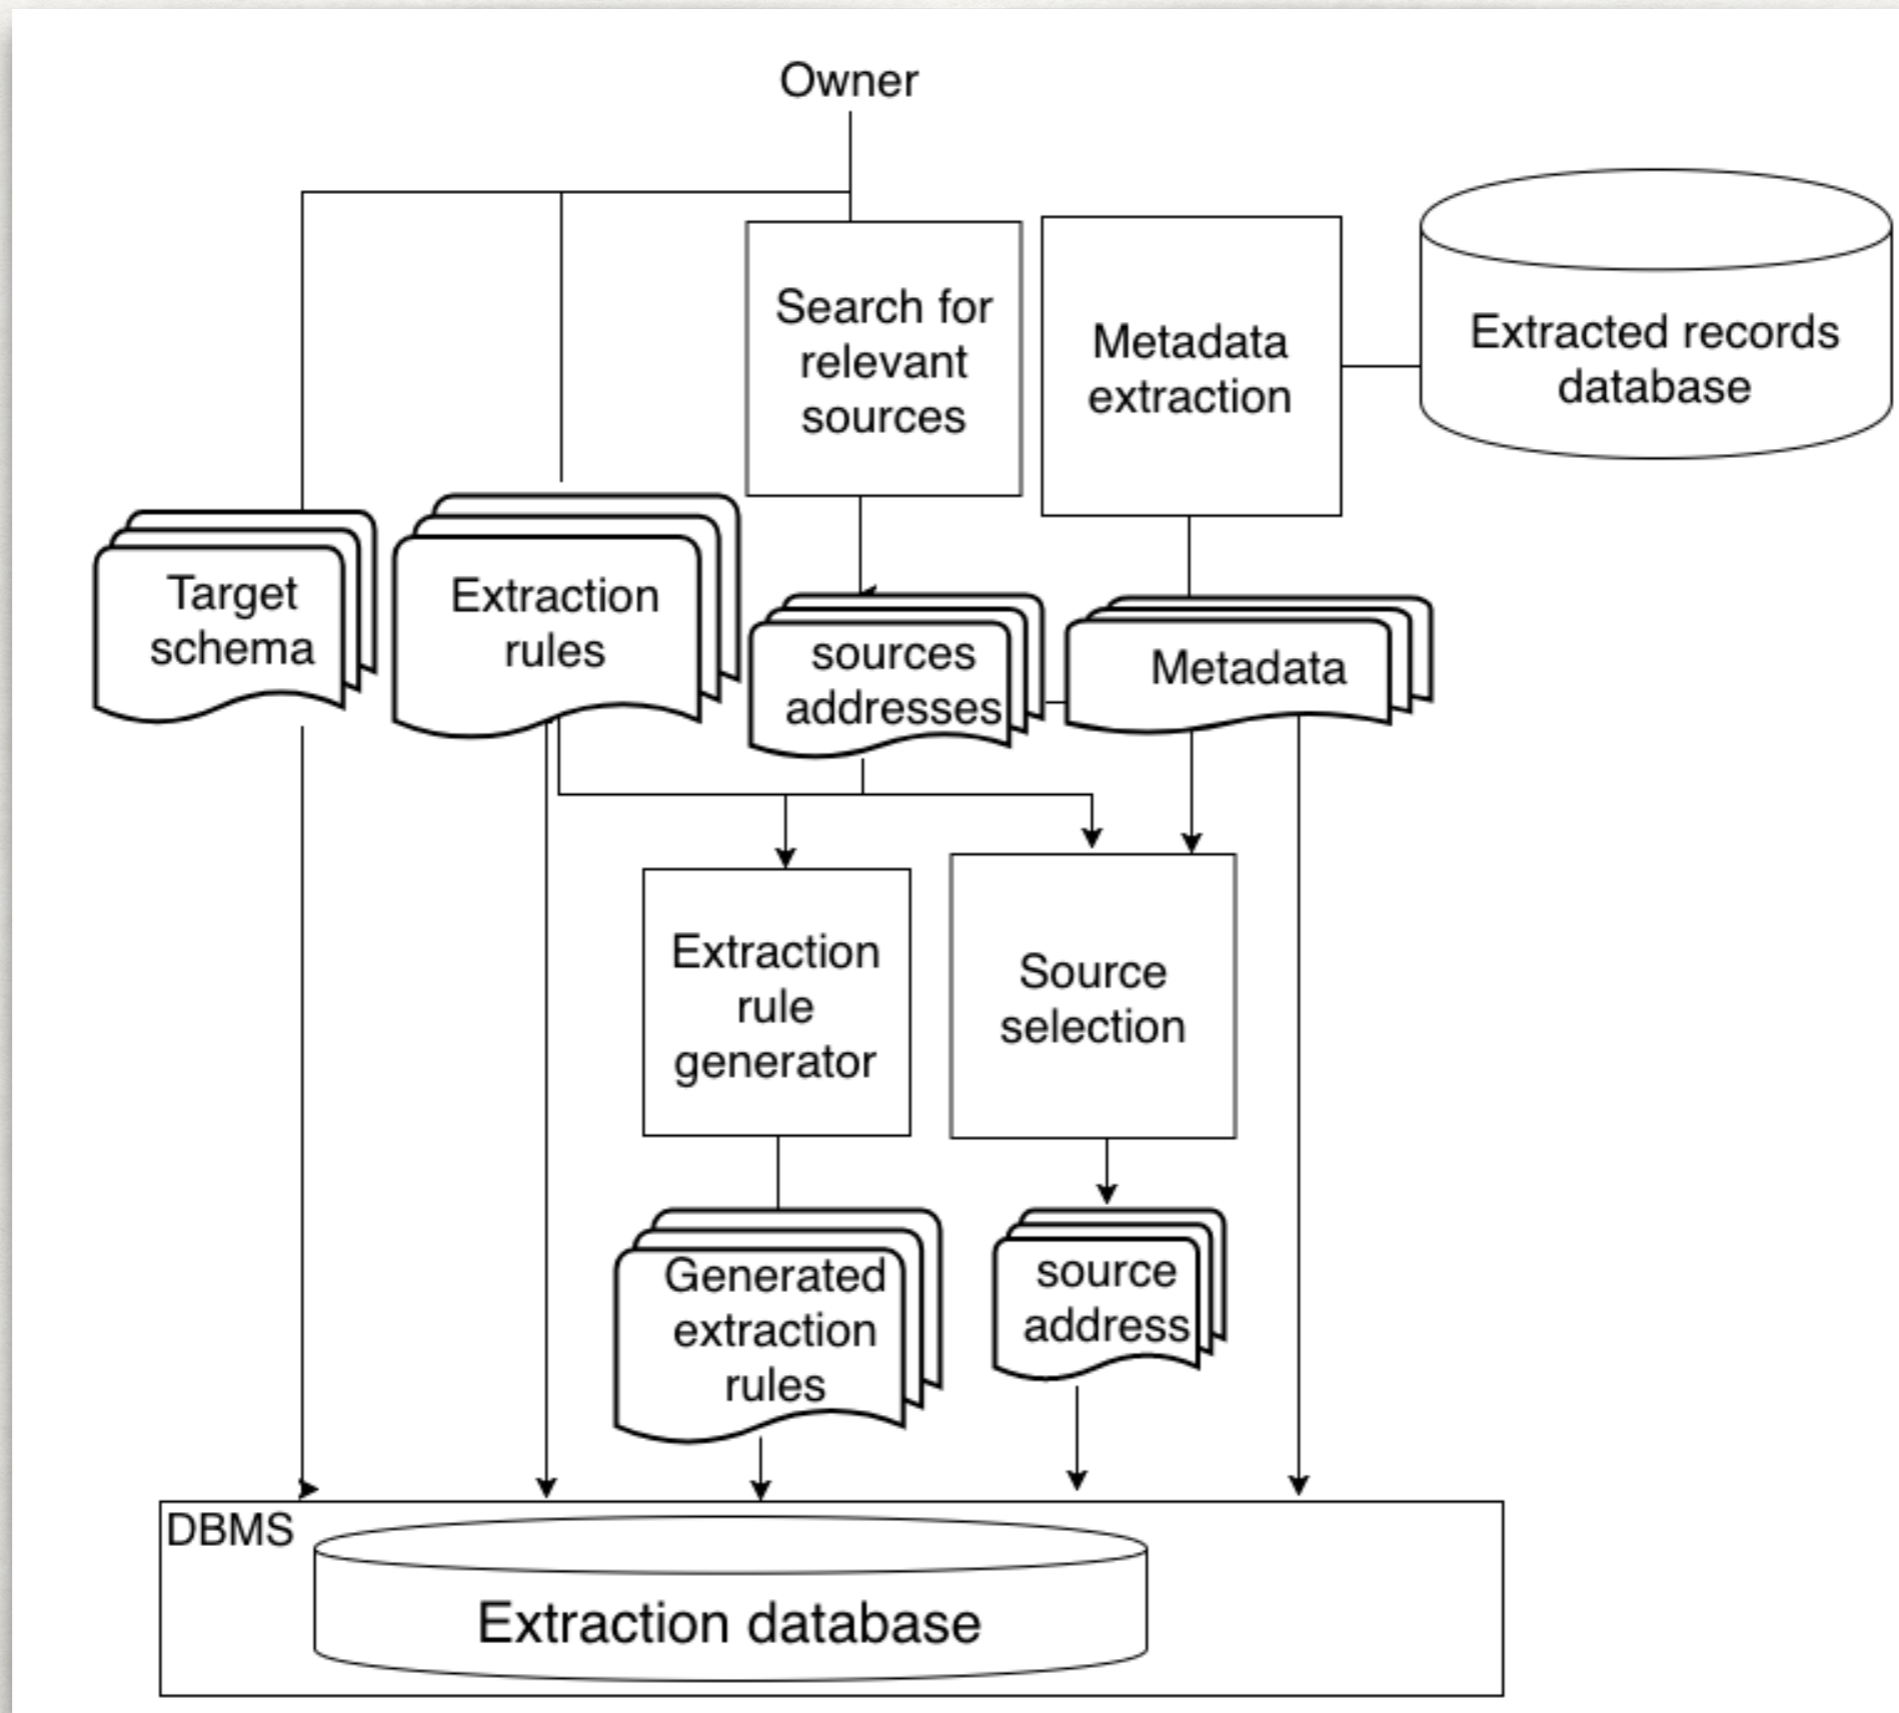 Owner
Search for
relevant
sources
Metadata
extraction
Extracted records
database
Target
schema
Extraction
rules
sources
addresses
Metadata
Extraction
rule
generator
Source
selection
Generated
extraction
rules
source
address
DBMS
Extraction database